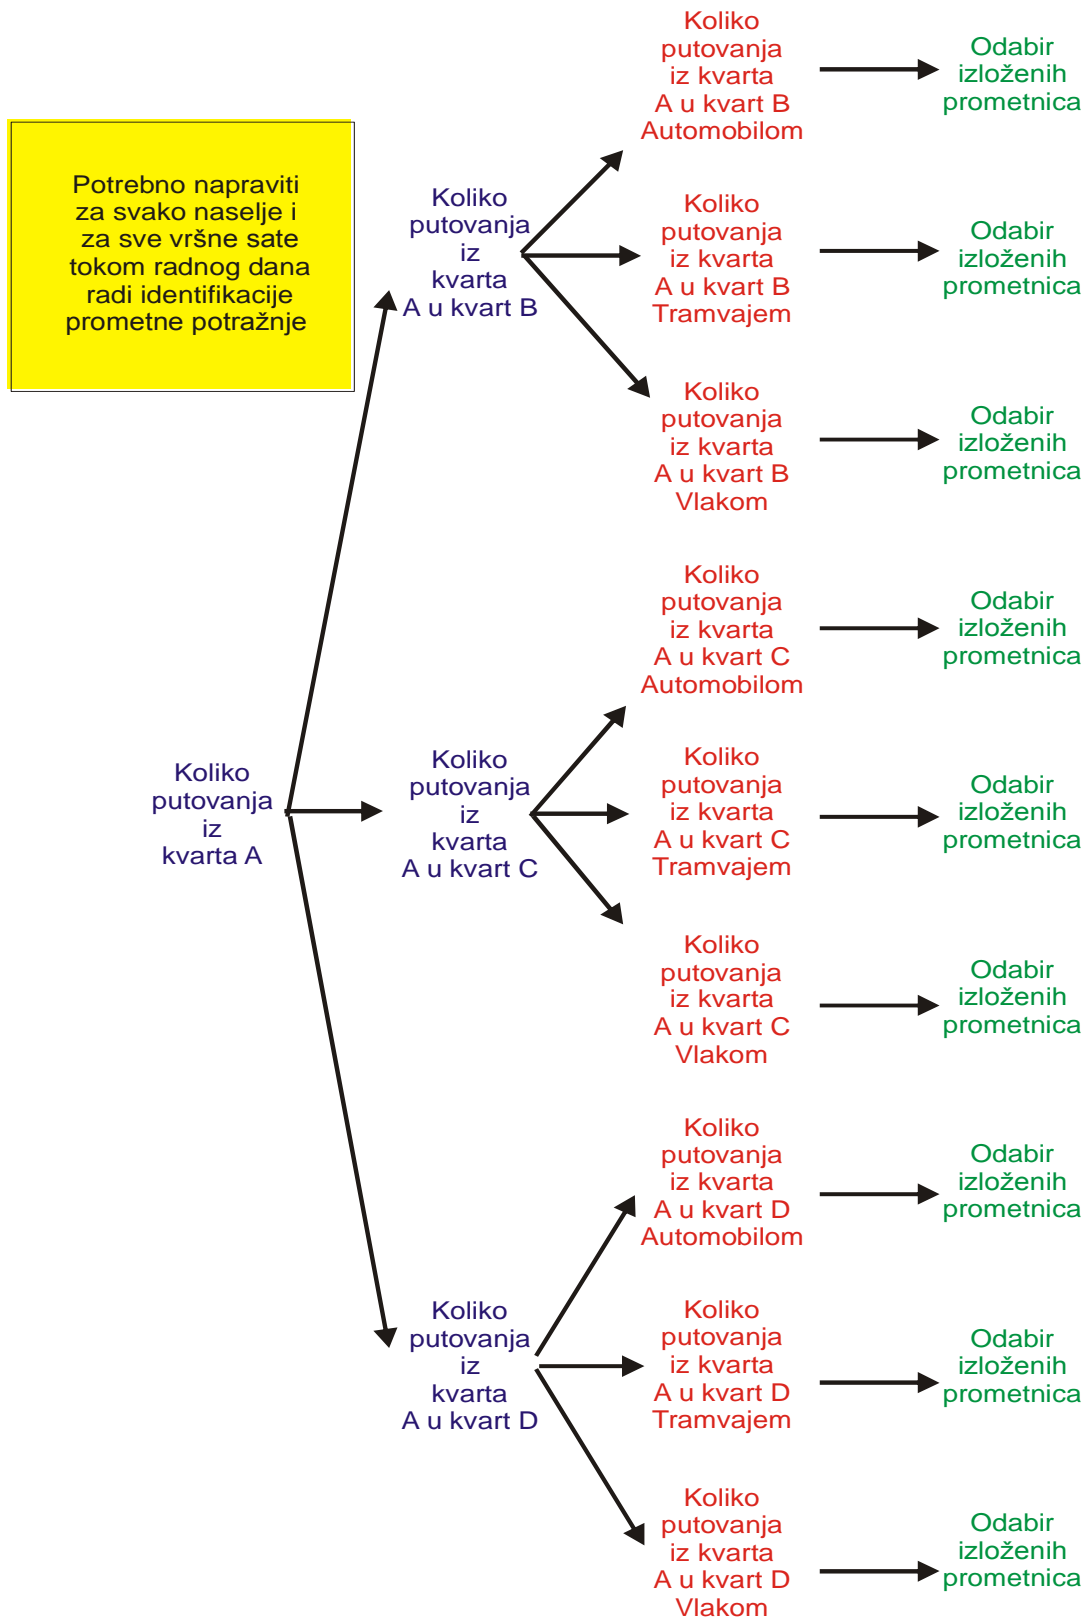 Potrebno napraviti
za svako naselje i
za sve vršne sate
tokom radnog dana
radi identifikacije
prometne potražnje
Koliko
putovanja
iz
kvarta A
Koliko
putovanja
iz
kvarta
A u kvart B
Koliko
putovanja
iz kvarta
A u kvart B
Automobilom
Odabir
izloženih
prometnica
Koliko
putovanja
iz kvarta
A u kvart B
Tramvajem
Odabir
izloženih
prometnica
Koliko
putovanja
iz kvarta
A u kvart B
Vlakom
Odabir
izloženih
prometnica
Koliko
putovanja
iz
kvarta
A u kvart C
Koliko
putovanja
iz kvarta
A u kvart C
Automobilom
Odabir
izloženih
prometnica
Koliko
putovanja
iz kvarta
A u kvart C
Tramvajem
Odabir
izloženih
prometnica
Koliko
putovanja
iz kvarta
A u kvart C
Vlakom
Odabir
izloženih
prometnica
Koliko
putovanja
iz
kvarta
A u kvart D
Koliko
putovanja
iz kvarta
A u kvart D
Automobilom
Odabir
izloženih
prometnica
Koliko
putovanja
iz kvarta
A u kvart D
Tramvajem
Odabir
izloženih
prometnica
Koliko
putovanja
iz kvarta
A u kvart D
Vlakom
Odabir
izloženih
prometnica